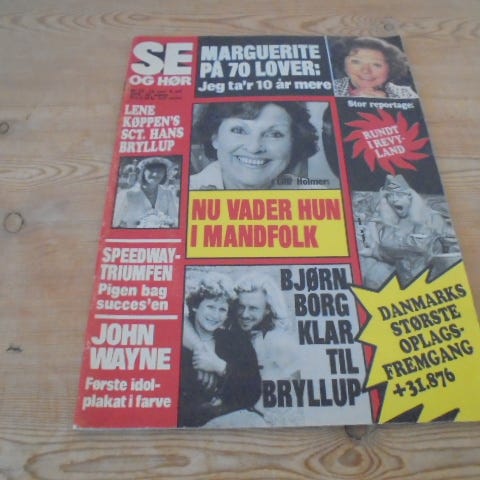 SE
OG HØR
MARGUERITE
PÅ 70 LOVER:
Jeg ta'r 10 år mere
LENE
KØPPEN'S
SCT. HANS
BRYLLUP
Stor reportage:
RUNDT
I REVY-
LAND
Holmer:
NU VADER HUN
I MANDFOLK
SPEEDWAY-
TRIUMFEN
Pigen bag
succes'en
JOHN
WAYNE
Første idol-
plakat i farve
BJØRN
BORG
KLAR
TIL
BRYLLUP
DANMARKS
STØRSTE
OPLAGS-
FREMGANG
+31.876